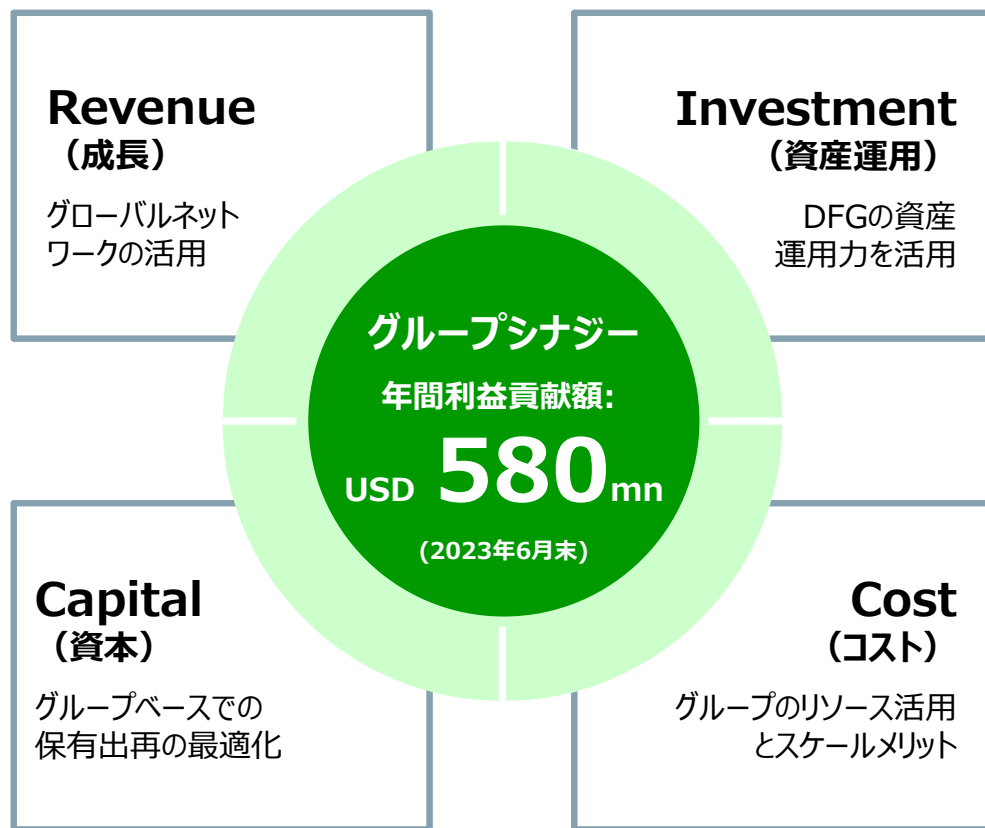 Revenue
（成長）
グローバルネット
ワークの活用
Investment
（資産運用）
DFGの資産
運用力を活用
グループシナジー
年間利益貢献額:
USD 580mn
(2023年6月末)
Capital
（資本）
グループベースでの
保有出再の最適化
Cost
（コスト）
グループのリソース活用
とスケールメリット